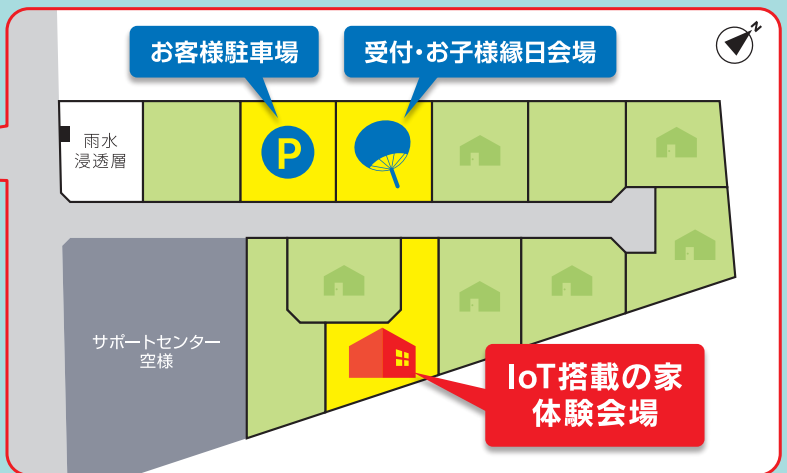 お客様駐車場
受付・お子様縁日会場
N
雨水
浸透層
P
サポートセンター
空様
IoT搭載の家
体験会場